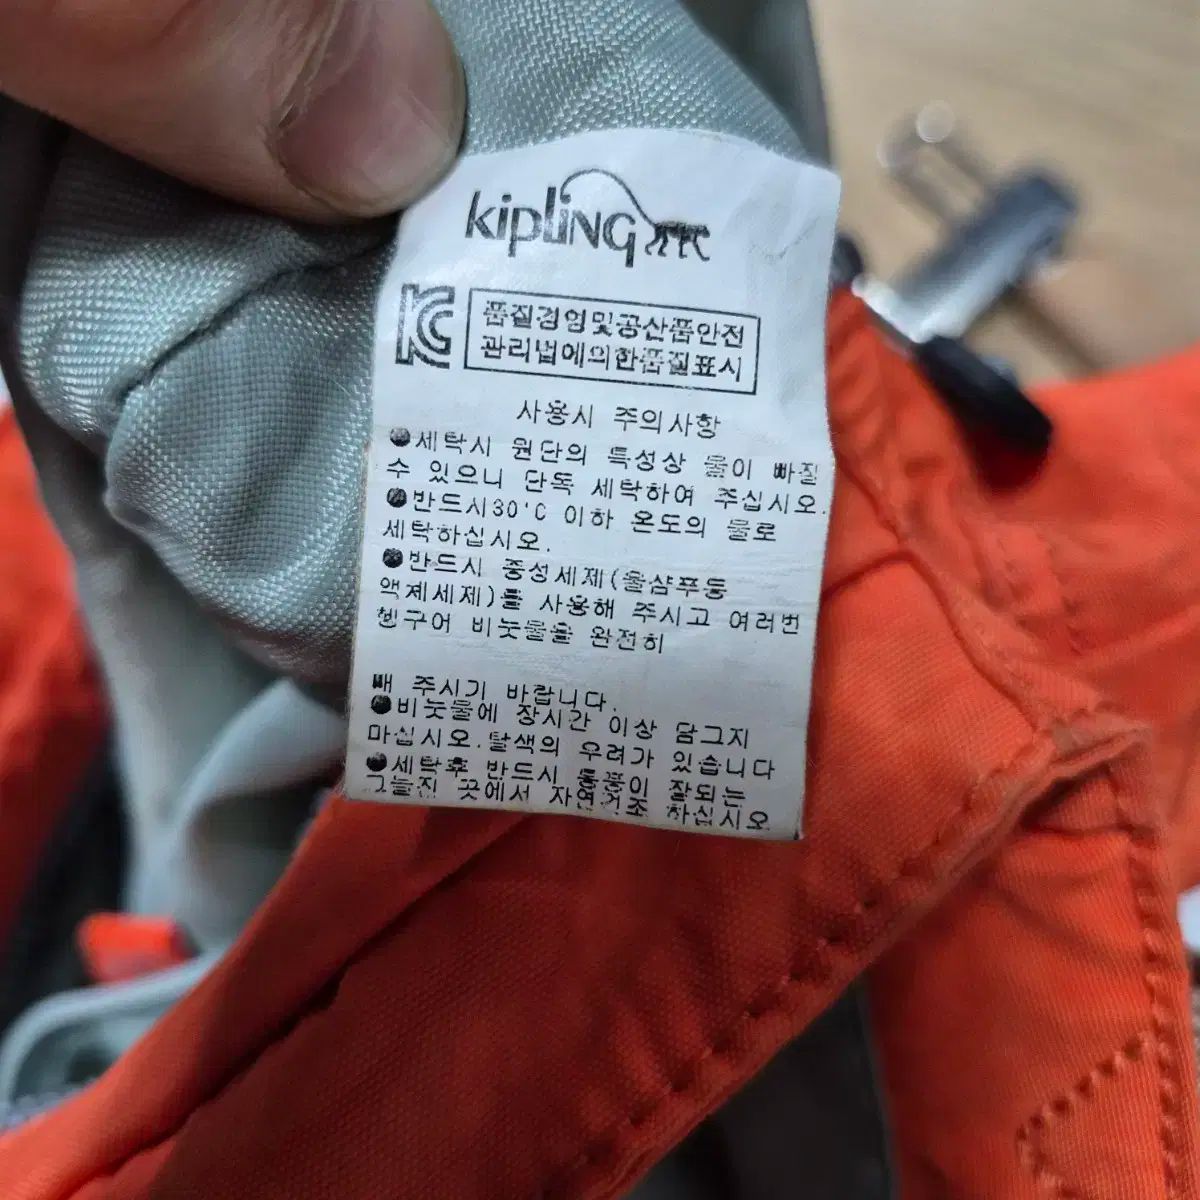 kipling
KC
품질경영및공산품안전
관리법에의한품질표시
사용시 주의사항
●세탁시 원단의 특성상 물이 빠질
수 있으니 단독 세탁하여 주십시오.
●반드시30'C 이하 온도의 물로
세탁하십시오.
●반드시 중성세제(울샴푸등
액체세제)를 사용해 주시고 여러번
헹구어 비눗물을 완전히
빼 주시기 바랍니다.
●비눗물에 장시간 이상 담그지
마십시오.탈색의 우려가 있습니다
●세탁후 반드시 통풍이 잘되는
그늘진 곳에서 자연건조 하십시오